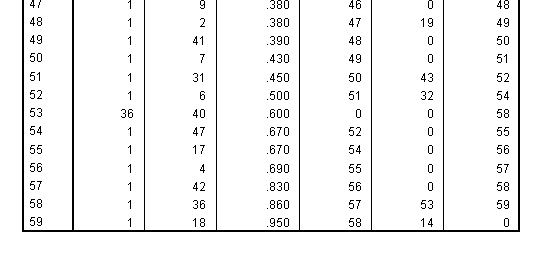 47 1 9 .380 46 0 48
48 1 2 .380 47 19 49
49 1 41 .390 48 0 50
50 1 7 .430 49 0 51
51 1 31 .450 50 43 52
52 1 6 .500 51 32 54
53 36 40 .600 0 0 58
54 1 47 .670 52 0 55
55 1 17 .670 54 0 56
56 1 4 .690 55 0 57
57 1 42 .830 56 0 58
58 1 36 .860 57 53 59
59 1 18 .950 58 14 0